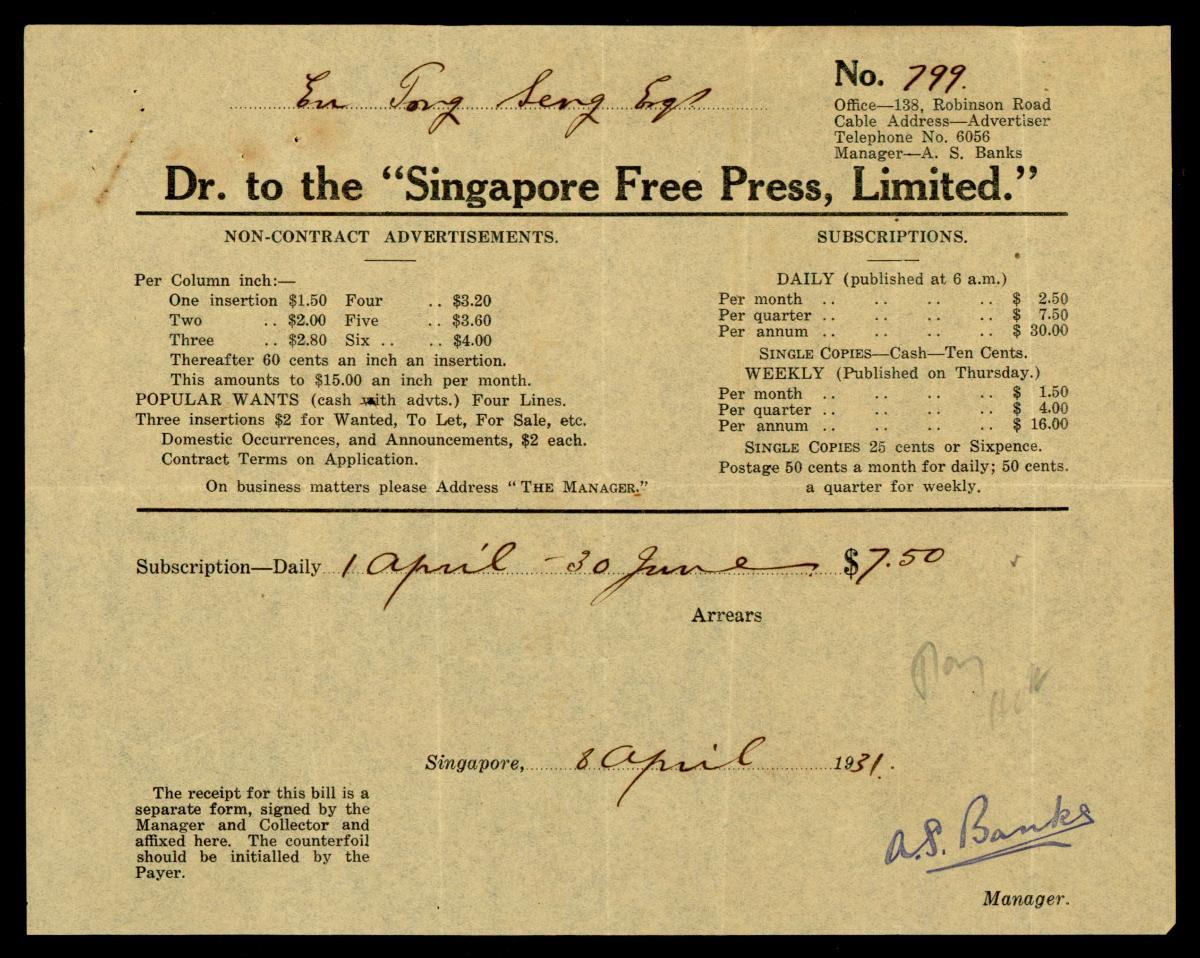 Eu Tong Seng Esqr
No. 799.
Office—138, Robinson Road
Cable Address—Advertiser
Telephone No. 6056
Manager—A. S. Banks
Dr. to the “Singapore Free Press, Limited.”
NON-CONTRACT ADVERTISEMENTS.
Per Column inch:—
One insertion $1.50 Four .. $3.20
Two .. $2.00 Five .. $3.60
Three .. $2.80 Six .. .. $4.00
Thereafter 60 cents an inch an insertion.
This amounts to $15.00 an inch per month.
POPULAR WANTS (cash with advts.) Four Lines.
Three insertions $2 for Wanted, To Let, For Sale, etc.
Domestic Occurrences, and Announcements, $2 each.
Contract Terms on Application.
On business matters please Address “THE MANAGER.”
SUBSCRIPTIONS.
DAILY (published at 6 a.m.)
Per month .. .. .. .. $ 2.50
Per quarter .. .. .. .. $ 7.50
Per annum .. .. .. .. $ 30.00
SINGLE COPIES—Cash—Ten Cents.
WEEKLY (Published on Thursday.)
Per month .. .. .. .. $ 1.50
Per quarter .. .. .. .. $ 4.00
Per annum .. .. .. .. $ 16.00
SINGLE COPIES 25 cents or Sixpence.
Postage 50 cents a month for daily; 50 cents.
a quarter for weekly.
Subscription—Daily 1 April - 30 June $7.50
Arrears
Singapore, 8 April 1931.
The receipt for this bill is a
separate form, signed by the
Manager and Collector and
affixed here. The counterfoil
should be initialled by the
Payer.
A.S. Banks
Manager.